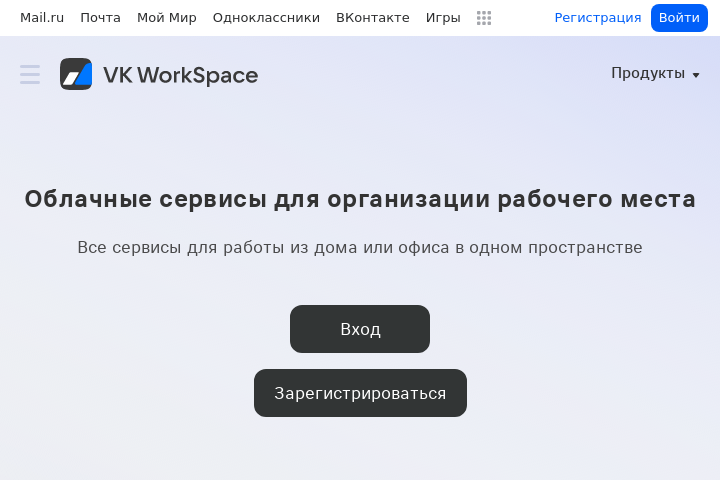 Mail.ru Почта Мой Мир Одноклассники ВКонтакте Игры Регистрация Войти
VK WorkSpace Продукты
Облачные сервисы для организации рабочего места
Все сервисы для работы из дома или офиса в одном пространстве
Вход
Зарегистрироваться